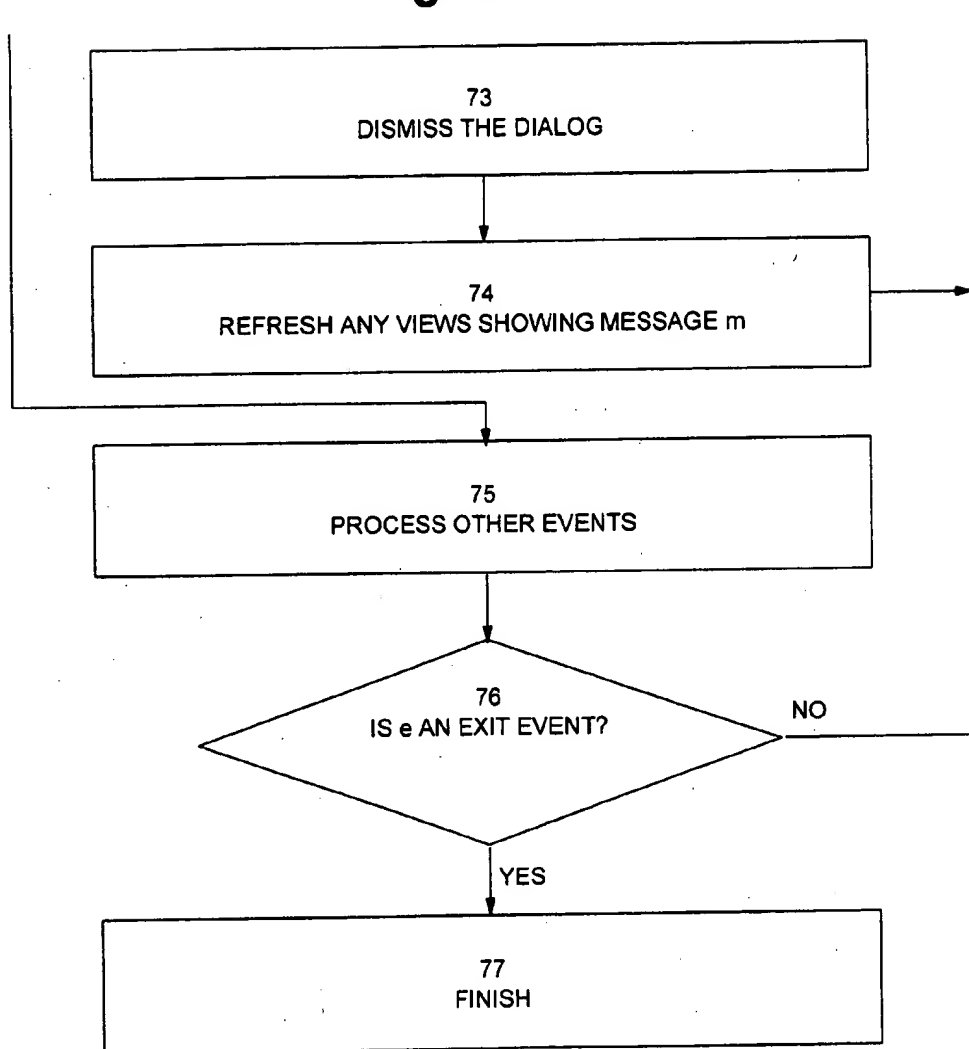 73
DISMISS THE DIALOG
74
REFRESH ANY VIEWS SHOWING MESSAGE m
75
PROCESS OTHER EVENTS
76
IS e AN EXIT EVENT?
NO
YES
77
FINISH